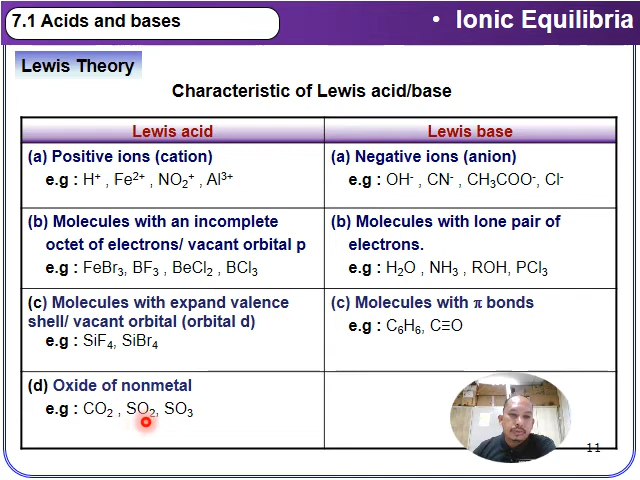 7.1 Acids and bases
• Ionic Equilibria
Lewis Theory
Characteristic of Lewis acid/base
Lewis acid
Lewis base
(a) Positive ions (cation)
e.g : H⁺ , Fe²⁺ , NO₂⁺ , Al³⁺
(a) Negative ions (anion)
e.g : OH⁻ , CN⁻ , CH₃COO⁻, Cl⁻
(b) Molecules with an incomplete
octet of electrons/ vacant orbital p
e.g : FeBr₃, BF₃ , BeCl₂ , BCl₃
(b) Molecules with lone pair of
electrons.
e.g : H₂O , NH₃ , ROH, PCl₃
(c) Molecules with expand valence
shell/ vacant orbital (orbital d)
e.g : SiF₄, SiBr₄
(c) Molecules with π bonds
e.g : C₆H₆, C≡O
(d) Oxide of nonmetal
e.g : CO₂ , SO₂, SO₃
11